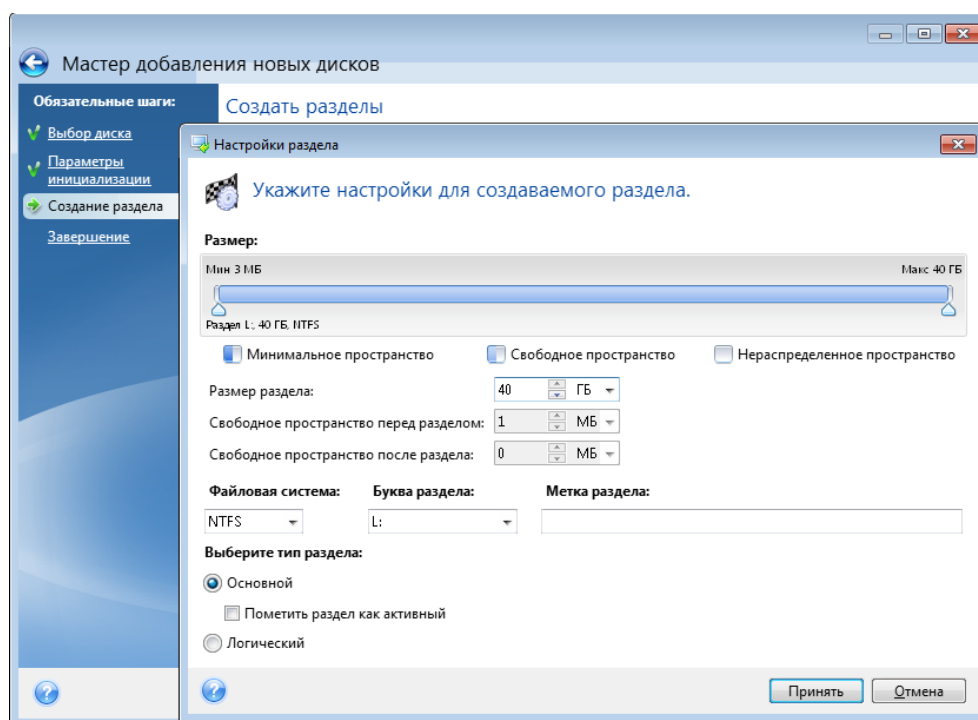 Мастер добавления новых дисков
Обязательные шаги:
Выбор диска
Параметры
инициализации
Создание раздела
Завершение
Создать разделы
Настройки раздела
Укажите настройки для создаваемого раздела.
Размер:
Мин 3 МБ
Макс 40 ГБ
Раздел L:, 40 ГБ, NTFS
Минимальное пространство
Свободное пространство
Нераспределенное пространство
Размер раздела: 40 ГБ
Свободное пространство перед разделом: 1 МБ
Свободное пространство после раздела: 0 МБ
Файловая система: Буква раздела: Метка раздела:
NTFS L:
Выберите тип раздела:
Основной
Пометить раздел как активный
Логический
Принять Отмена